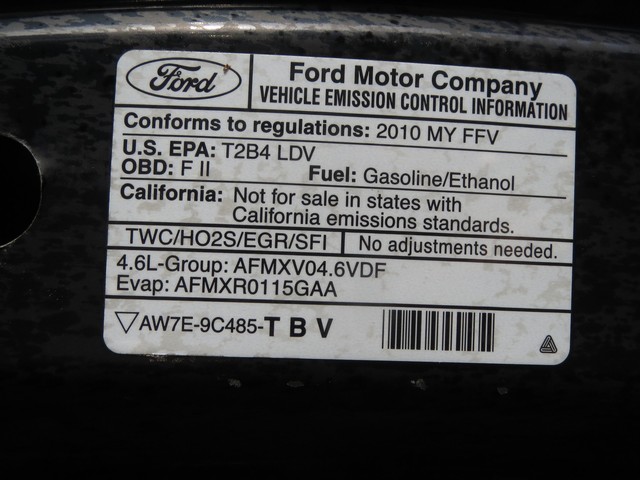 Ford
Ford Motor Company
VEHICLE EMISSION CONTROL INFORMATION
Conforms to regulations: 2010 MY FFV
U.S. EPA: T2B4 LDV
OBD: F II Fuel: Gasoline/Ethanol
California: Not for sale in states with
California emissions standards.
TWC/HO2S/EGR/SFI No adjustments needed.
4.6L-Group: AFMXV04.6VDF
Evap: AFMXR0115GAA
AW7E-9C485-T B V